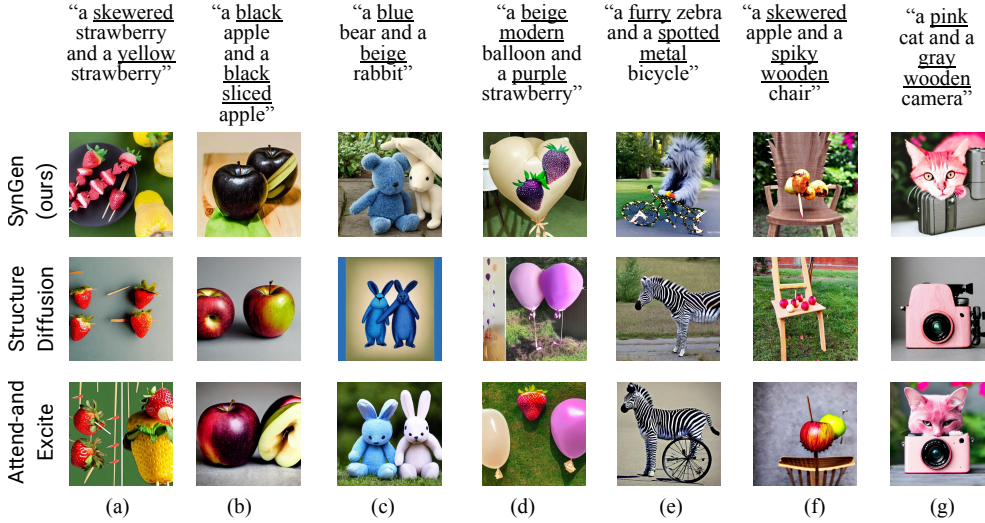 “a skewered
strawberry
and a yellow
strawberry”
“a black
apple
and a
black
sliced
apple”
“a blue
bear and a
beige
rabbit”
“a beige
modern
balloon and
a purple
strawberry”
“a furry zebra
and a spotted
metal
bicycle”
“a skewered
apple and a
spiky
wooden
chair”
“a pink
cat and a
gray
wooden
camera”
SynGen
(ours)
Structure
Diffusion
Attend-and
Excite
(a)
(b)
(c)
(d)
(e)
(f)
(g)